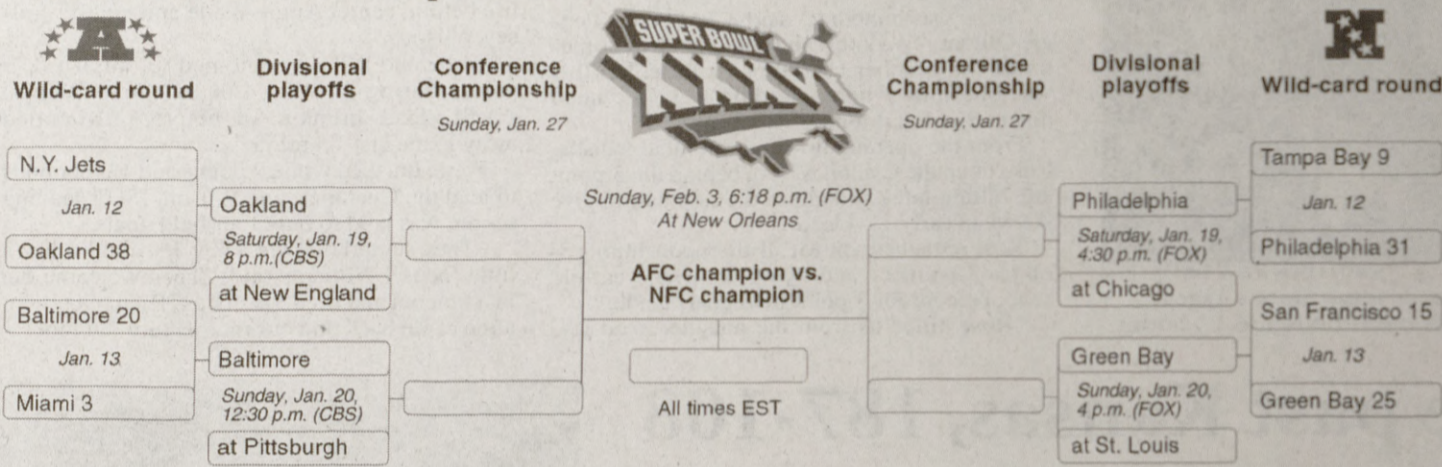 A
Wild-card round
N.Y. Jets
Jan. 12
Oakland 38
Baltimore 20
Jan. 13
Miami 3
Divisional
playoffs
Oakland
Saturday, Jan. 19,
8 p.m.(CBS)
at New England
Baltimore
Sunday, Jan. 20,
12:30 p.m. (CBS)
at Pittsburgh
Conference
Championship
Sunday, Jan. 27
SUPER BOWL
XXXVI
Sunday, Feb. 3, 6:18 p.m. (FOX)
At New Orleans
AFC champion vs.
NFC champion
All times EST
Conference
Championship
Sunday, Jan. 27
Divisional
playoffs
Philadelphia
Saturday, Jan. 19,
4:30 p.m. (FOX)
at Chicago
Green Bay
Sunday, Jan. 20,
4 p.m. (FOX)
at St. Louis
N
Wild-card round
Tampa Bay 9
Jan. 12
Philadelphia 31
San Francisco 15
Jan. 13
Green Bay 25